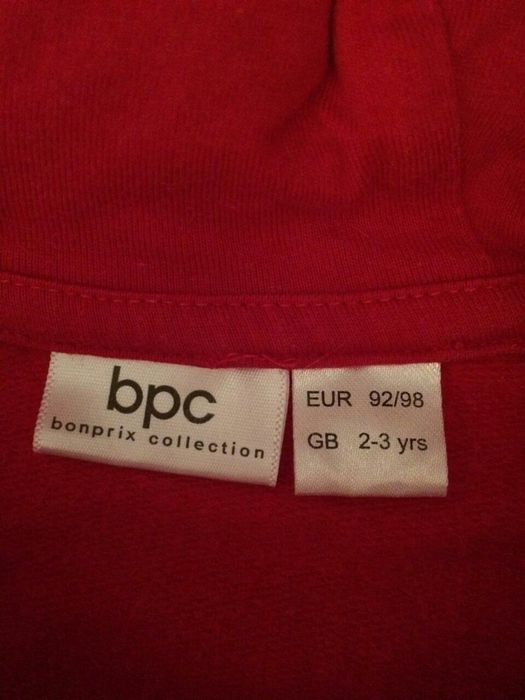 bpc
bonprix collection
EUR 92/98
GB 2-3 yrs